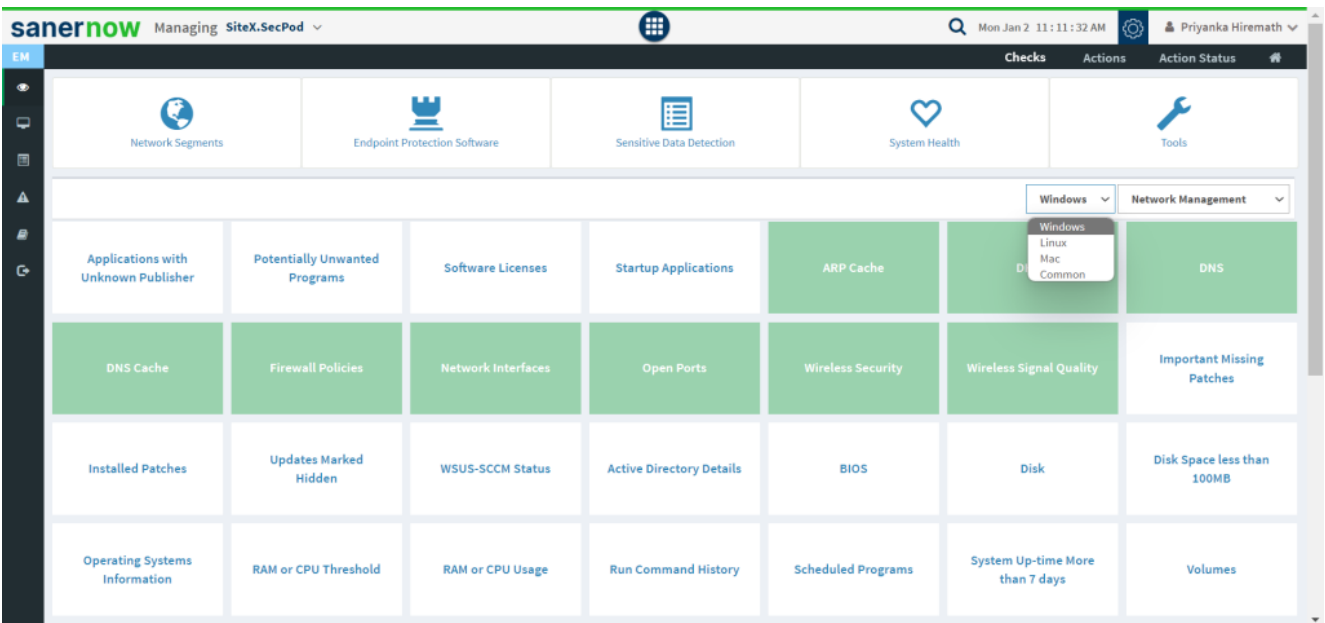 sanernow Managing SiteX.SecPod
Mon Jan 2 11:11:32 AM
Priyanka Hiremath
EM
Checks Actions Action Status
Network Segments
Endpoint Protection Software
Sensitive Data Detection
System Health
Tools
Windows
Network Management
Windows
Linux
Mac
Common
Applications with
Unknown Publisher
Potentially Unwanted
Programs
Software Licenses
Startup Applications
ARP Cache
DNS
DNS Cache
Firewall Policies
Network Interfaces
Open Ports
Wireless Security
Wireless Signal Quality
Important Missing
Patches
Installed Patches
Updates Marked
Hidden
WSUS-SCCM Status
Active Directory Details
BIOS
Disk
Disk Space less than
100MB
Operating Systems
Information
RAM or CPU Threshold
RAM or CPU Usage
Run Command History
Scheduled Programs
System Up-time More
than 7 days
Volumes